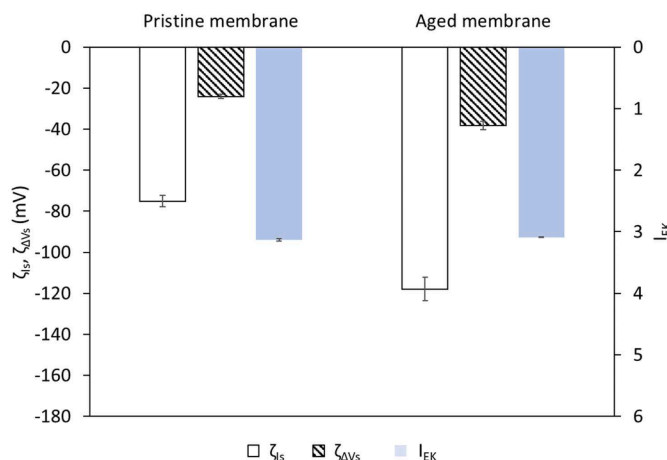 Pristine membrane Aged membrane
0 0
-20
-40 1
-60
-80 2
-100 3
-120 4
-140
-160 5
-180 6
ζIs, ζΔVs (mV)
IEK
ζIs ζΔVs IEK